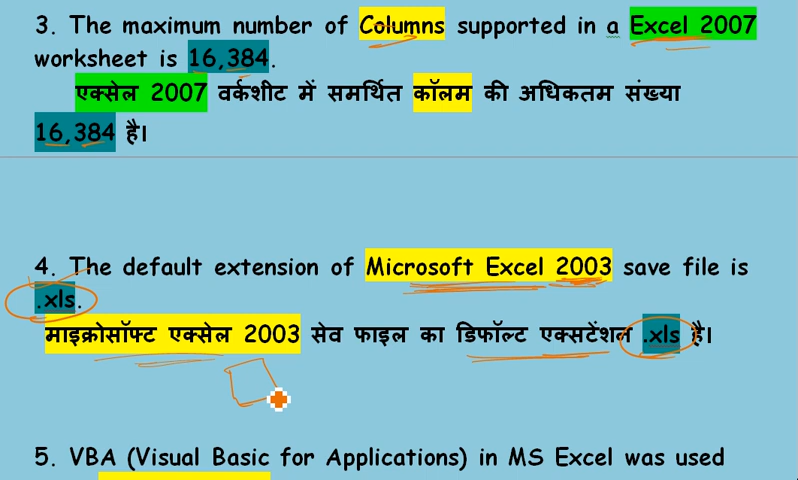 3. The maximum number of Columns supported in a Excel 2007
worksheet is 16,384.
एक्सेल 2007 वर्कशीट में समर्थित कॉलम की अधिकतम संख्या
16,384 है।
4. The default extension of Microsoft Excel 2003 save file is
.xls.
माइक्रोसॉफ्ट एक्सेल 2003 सेव फाइल का डिफॉल्ट एक्सटेंशन .xls है।
5. VBA (Visual Basic for Applications) in MS Excel was used